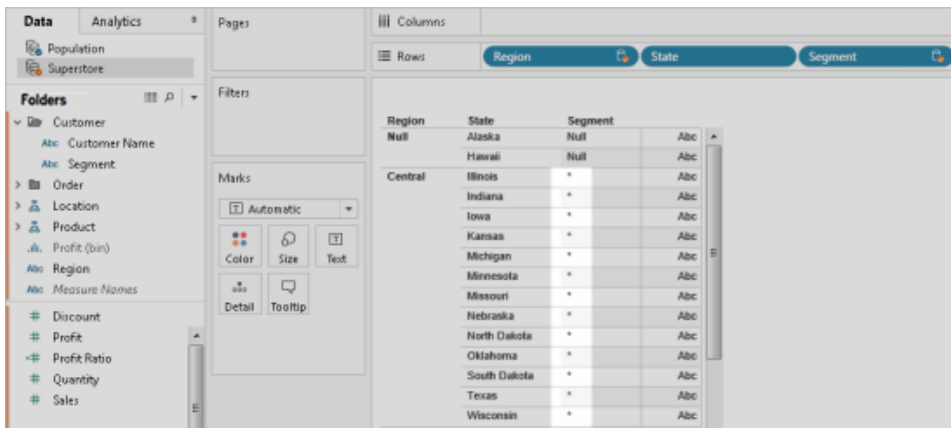 Data Analytics
Population
Superstore
Folders
Customer
Abc Customer Name
Abc Segment
Order
Location
Product
Profit (bin)
Abc Region
Abc Measure Names
# Discount
# Profit
=# Profit Ratio
# Quantity
# Sales
Pages
Filters
Marks
T Automatic
Color Size Text
Detail Tooltip
Columns
Rows Region State Segment
Region State Segment
Null Alaska Null Abc
Hawaii Null Abc
Central Illinois * Abc
Indiana * Abc
Iowa * Abc
Kansas * Abc
Michigan * Abc
Minnesota * Abc
Missouri * Abc
Nebraska * Abc
North Dakota * Abc
Oklahoma * Abc
South Dakota * Abc
Texas * Abc
Wisconsin * Abc